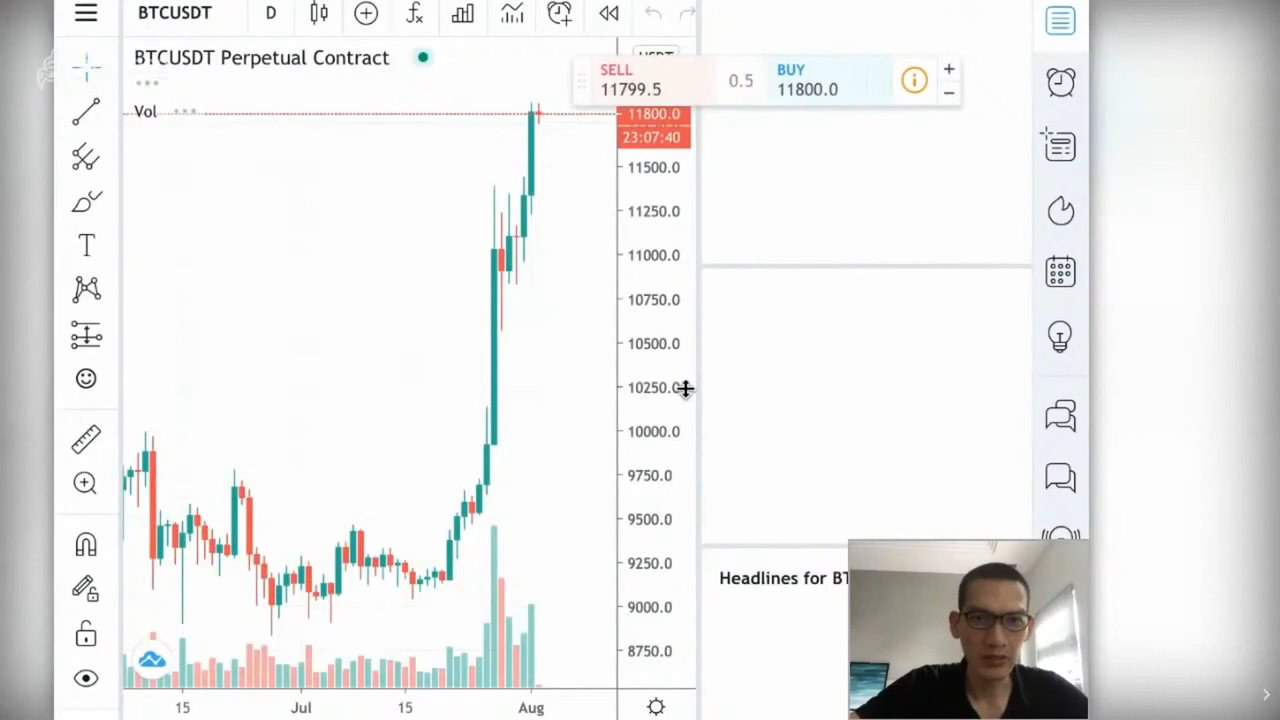 BTCUSDT
D
BTCUSDT Perpetual Contract
USDT
SELL
11799.5
0.5
BUY
11800.0
Vol
11800.0
23:07:40
11500.0
11250.0
11000.0
10750.0
10500.0
10250.0
10000.0
9750.0
9500.0
9250.0
9000.0
8750.0
Headlines for BT
15
Jul
15
Aug